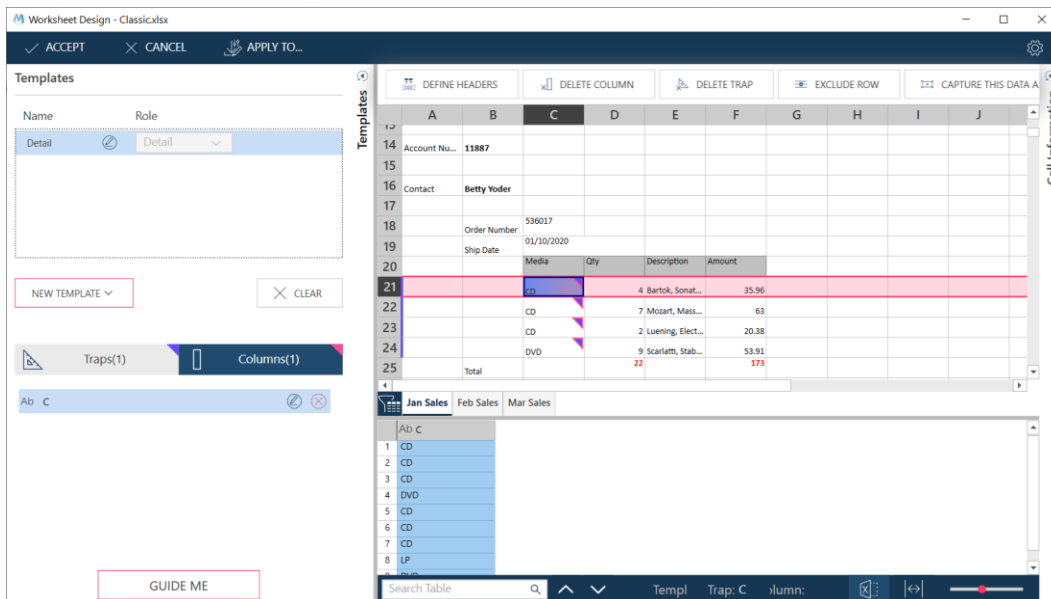 Worksheet Design - Classic.xlsx
ACCEPT CANCEL APPLY TO...
Templates
Name Role
Detail Detail
NEW TEMPLATE CLEAR
Traps(1) Columns(1)
Ab C
GUIDE ME
Templates
DEFINE HEADERS DELETE COLUMN DELETE TRAP EXCLUDE ROW CAPTURE THIS DATA A
A B C D E F G H I J
13
14 Account Nu... 11887
15
16 Contact Betty Yoder
17
18 Order Number 536017
19 Ship Date 01/10/2020
20 Media Qty Description Amount
21 CD 4 Bartok, Sonat... 35.96
22 CD 7 Mozart, Mass... 63
23 CD 2 Luening, Elect... 20.38
24 DVD 9 Scarlatti, Stab... 53.91
25 Total 22 173
Jan Sales Feb Sales Mar Sales
Ab C
1 CD
2 CD
3 CD
4 DVD
5 CD
6 CD
7 CD
8 LP
Search Table Templ Trap: C olumn: